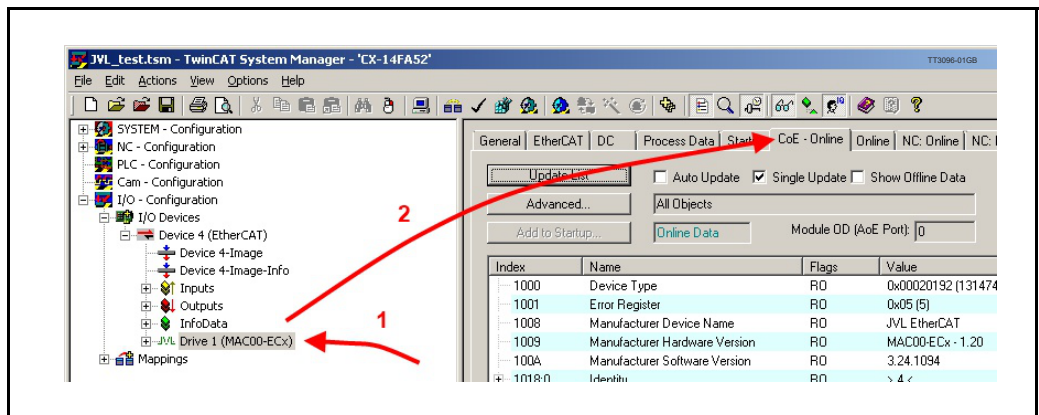 JVL_test.tsm - TwinCAT System Manager - 'CX-14FA52'
TT3096-01GB
File Edit Actions View Options Help
SYSTEM - Configuration
NC - Configuration
PLC - Configuration
Cam - Configuration
I/O - Configuration
I/O Devices
Device 4 (EtherCAT)
Device 4-Image
Device 4-Image-Info
Inputs
Outputs
InfoData
JVL Drive 1 (MAC00-ECx)
Mappings
2
1
General EtherCAT DC Process Data CoE - Online Online NC: Online NC:
Update List Auto Update Single Update Show Offline Data
Advanced... All Objects
Add to Startup... Online Data Module OD (AoE Port): 0
Index Name Flags Value
1000 Device Type RO 0x00020192 (131474
1001 Error Register RO 0x05 (5)
1008 Manufacturer Device Name RO JVL EtherCAT
1009 Manufacturer Hardware Version RO MAC00-ECx - 1.20
100A Manufacturer Software Version RO 3.24.1094
1018:0 Identity RO > 4 <